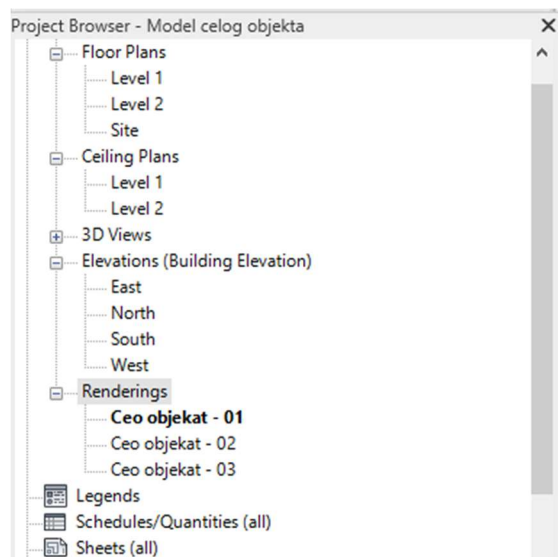 Project Browser - Model celog objekta
Floor Plans
Level 1
Level 2
Site
Ceiling Plans
Level 1
Level 2
3D Views
Elevations (Building Elevation)
East
North
South
West
Renderings
Ceo objekat - 01
Ceo objekat - 02
Ceo objekat - 03
Legends
Schedules/Quantities (all)
Sheets (all)